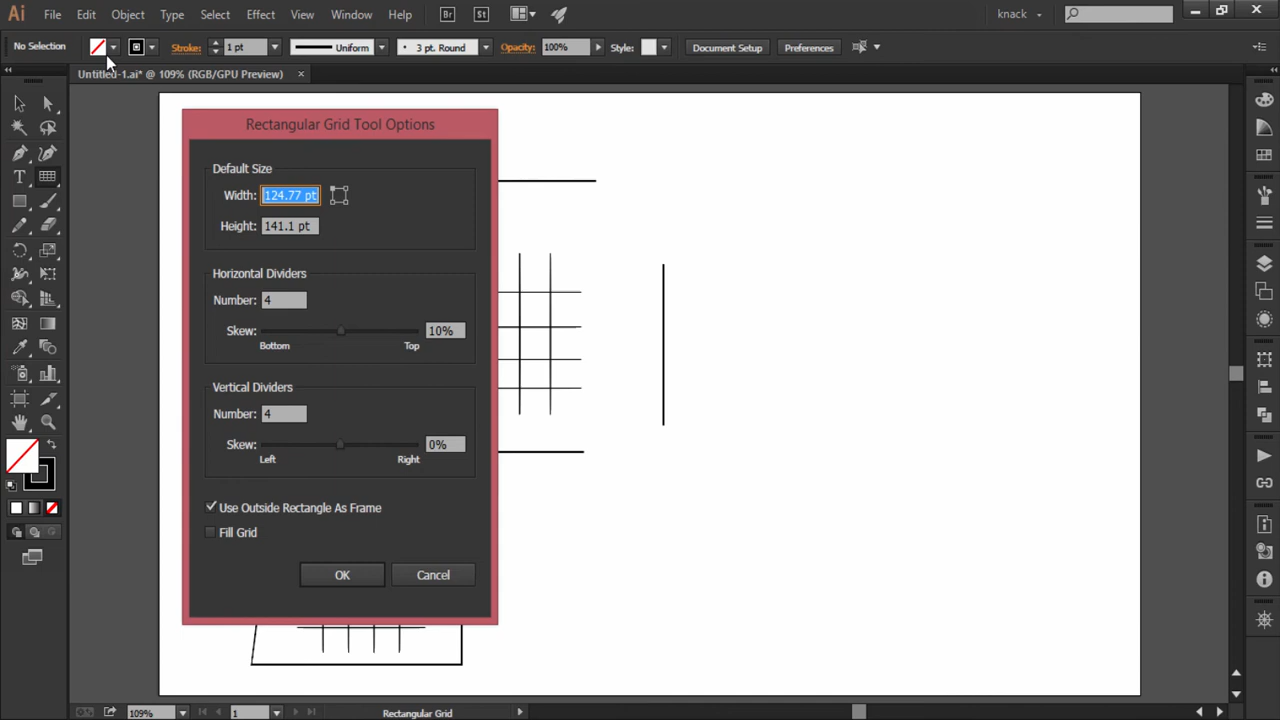 Ai File Edit Object Type Select Effect View Window Help Br St knack
No Selection Stroke: 1 pt Uniform 3 pt. Round Opacity: 100% Style: Document Setup Preferences
Untitled-1.ai* @ 109% (RGB/GPU Preview)
Rectangular Grid Tool Options
Default Size
Width: 124.77 pt
Height: 141.1 pt
Horizontal Dividers
Number: 4
Skew: 10%
Bottom Top
Vertical Dividers
Number: 4
Skew: 0%
Left Right
Use Outside Rectangle As Frame
Fill Grid
OK Cancel
109% 1 Rectangular Grid